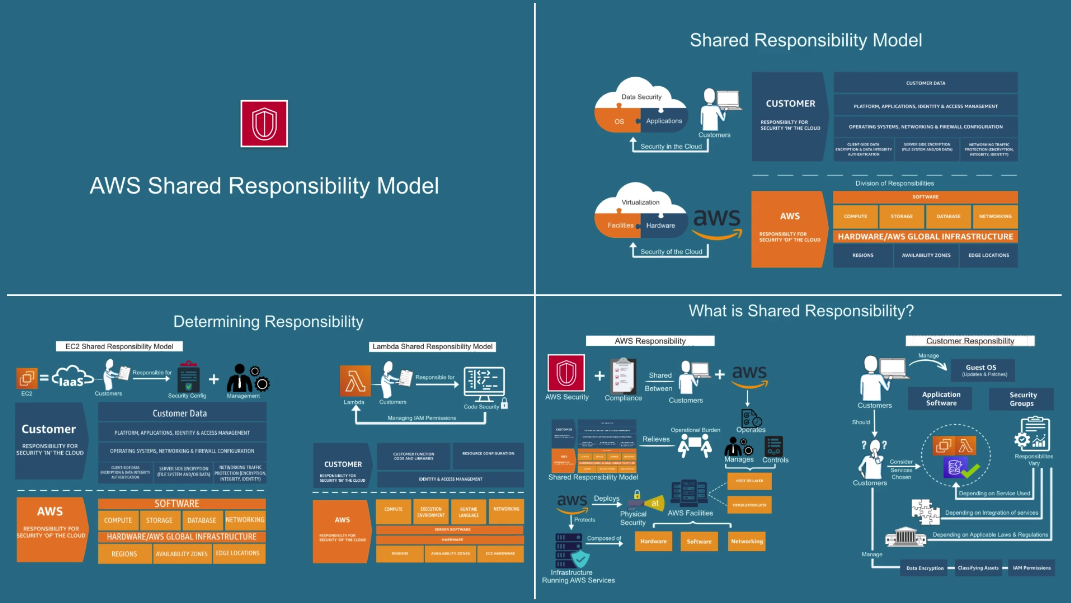 AWS Shared Responsibility Model
Shared Responsibility Model
Data Security
OS
Applications
Customers
Security in the Cloud
CUSTOMER
RESPONSIBILTY FOR
SECURITY 'IN' THE CLOUD
CUSTOMER DATA
PLATFORM, APPLICATIONS, IDENTITY & ACCESS MANAGEMENT
OPERATING SYSTEMS, NETWORKING & FIREWALL CONFIGURATION
CLIENT-SIDE DATA
ENCRYPTION & DATA INTEGRITY
AUTHENTICATION
SERVER SIDE ENCRYPTION
(FILE SYSTEM AND/OR DATA)
NETWORKING TRAFFIC
PROTECTION (ENCRYPTION,
INTEGRITY, IDENTITY)
Division of Responsibilities
Virtualization
Facilities
Hardware
aws
Security of the Cloud
AWS
RESPONSIBILTY FOR
SECURITY 'OF' THE CLOUD
SOFTWARE
COMPUTE
STORAGE
DATABASE
NETWORKING
HARDWARE/AWS GLOBAL INFRASTRUCTURE
REGIONS
AVAILABILITY ZONES
EDGE LOCATIONS
Determining Responsibility
EC2 Shared Responsibility Model
EC2
IaaS
Customers
Responsible for
Security Config
Management
Customer
RESPONSIBILITY FOR
SECURITY 'IN' THE CLOUD
Customer Data
PLATFORM, APPLICATIONS, IDENTITY & ACCESS MANAGEMENT
OPERATING SYSTEMS, NETWORKING & FIREWALL CONFIGURATION
CLIENT-SIDE DATA
SERVER SIDE ENCRYPTION
(FILE SYSTEM AND/OR DATA)
NETWORKING TRAFFIC
PROTECTION (ENCRYPTION,
INTEGRITY, IDENTITY)
AWS
RESPONSIBILITY FOR
SECURITY 'OF' THE CLOUD
SOFTWARE
COMPUTE
STORAGE
DATABASE
NETWORKING
HARDWARE/AWS GLOBAL INFRASTRUCTURE
REGIONS
AVAILABILITY ZONES
EDGE LOCATIONS
Lambda Shared Responsibility Model
Lambda
Customers
Responsible for
Code Security
Managing IAM Permissions
CUSTOMER
RESPONSIBILTY FOR
SECURITY 'IN' THE CLOUD
CUSTOMER FUNCTION
CODE AND LIBRARIES
RESOURCE CONFIGURATION
IDENTITY & ACCESS MANAGEMENT
AWS
RESPONSIBILTY FOR
SECURITY 'OF' THE CLOUD
COMPUTE
EXECUTION
ENVIRONMENT
RUNTIME
LANGUAGE
NETWORKING
SERVER SOFTWARE
HARDWARE
REGIONS
AVAILABILITY ZONES
EC2 HARDWARE
What is Shared Responsibility?
AWS Responsibility
AWS Security
Compliance
Shared
Between
Customers
aws
Operates
Shared Responsibility Model
Relieves
Operational Burden
Manages
Controls
aws
Deploys
Protects
Physical
Security
at
AWS Facilities
HOST OS LAYER
Infrastructure
Running AWS Services
Composed of
Hardware
Software
Networking
Customer Responsibility
Customers
Manage
Guest OS
(Updates & Patches)
Application
Software
Security
Groups
Should
Customers
Consider
Services
Chosen
Responsibilites
Vary
Depending on Service Used
Depending on Integration of services
Depending on Applicable Laws & Regulations
Manage
Data Encryption
Classifying Assets
IAM Permissions